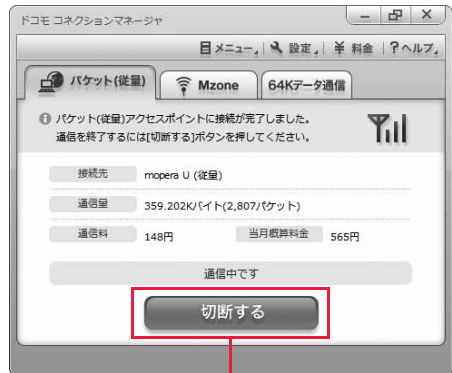 ドコモ コネクションマネージャ
メニュー 設定 ¥ 料金 ?ヘルプ
パケット(従量) Mzone 64Kデータ通信
パケット(従量)アクセスポイントに接続が完了しました。
通信を終了するには[切断する]ボタンを押してください。
接続先 mopera U (従量)
通信量 359.202Kバイト(2,807パケット)
通信料 148円 当月概算料金 565円
通信中です
切断する